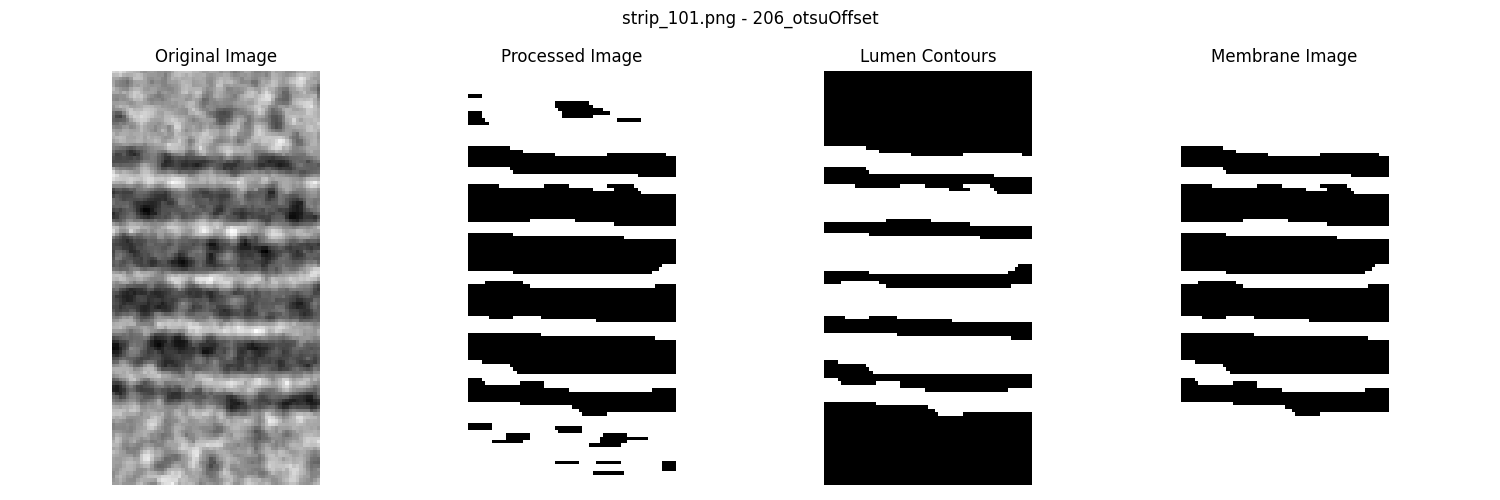 strip_101.png - 206_otsuOffset
Original Image
Processed Image
Lumen Contours
Membrane Image